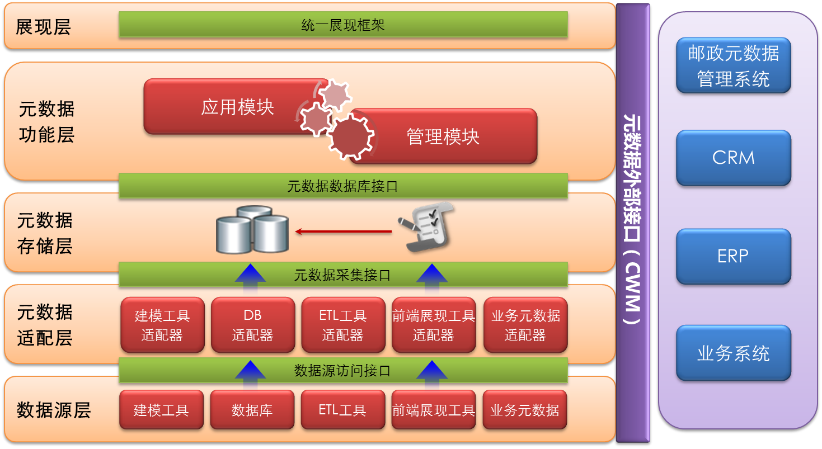 展现层
统一展现框架
元数据
功能层
应用模块
管理模块
元数据数据库接口
元数据
存储层
元数据采集接口
元数据
适配层
建模工具
适配器
DB
适配器
ETL工具
适配器
前端展现工具
适配器
业务元数据
适配器
数据源访问接口
数据源层
建模工具
数据库
ETL工具
前端展现工具
业务元数据
元数据外部接口（CWM）
邮政元数据
管理系统
CRM
ERP
业务系统